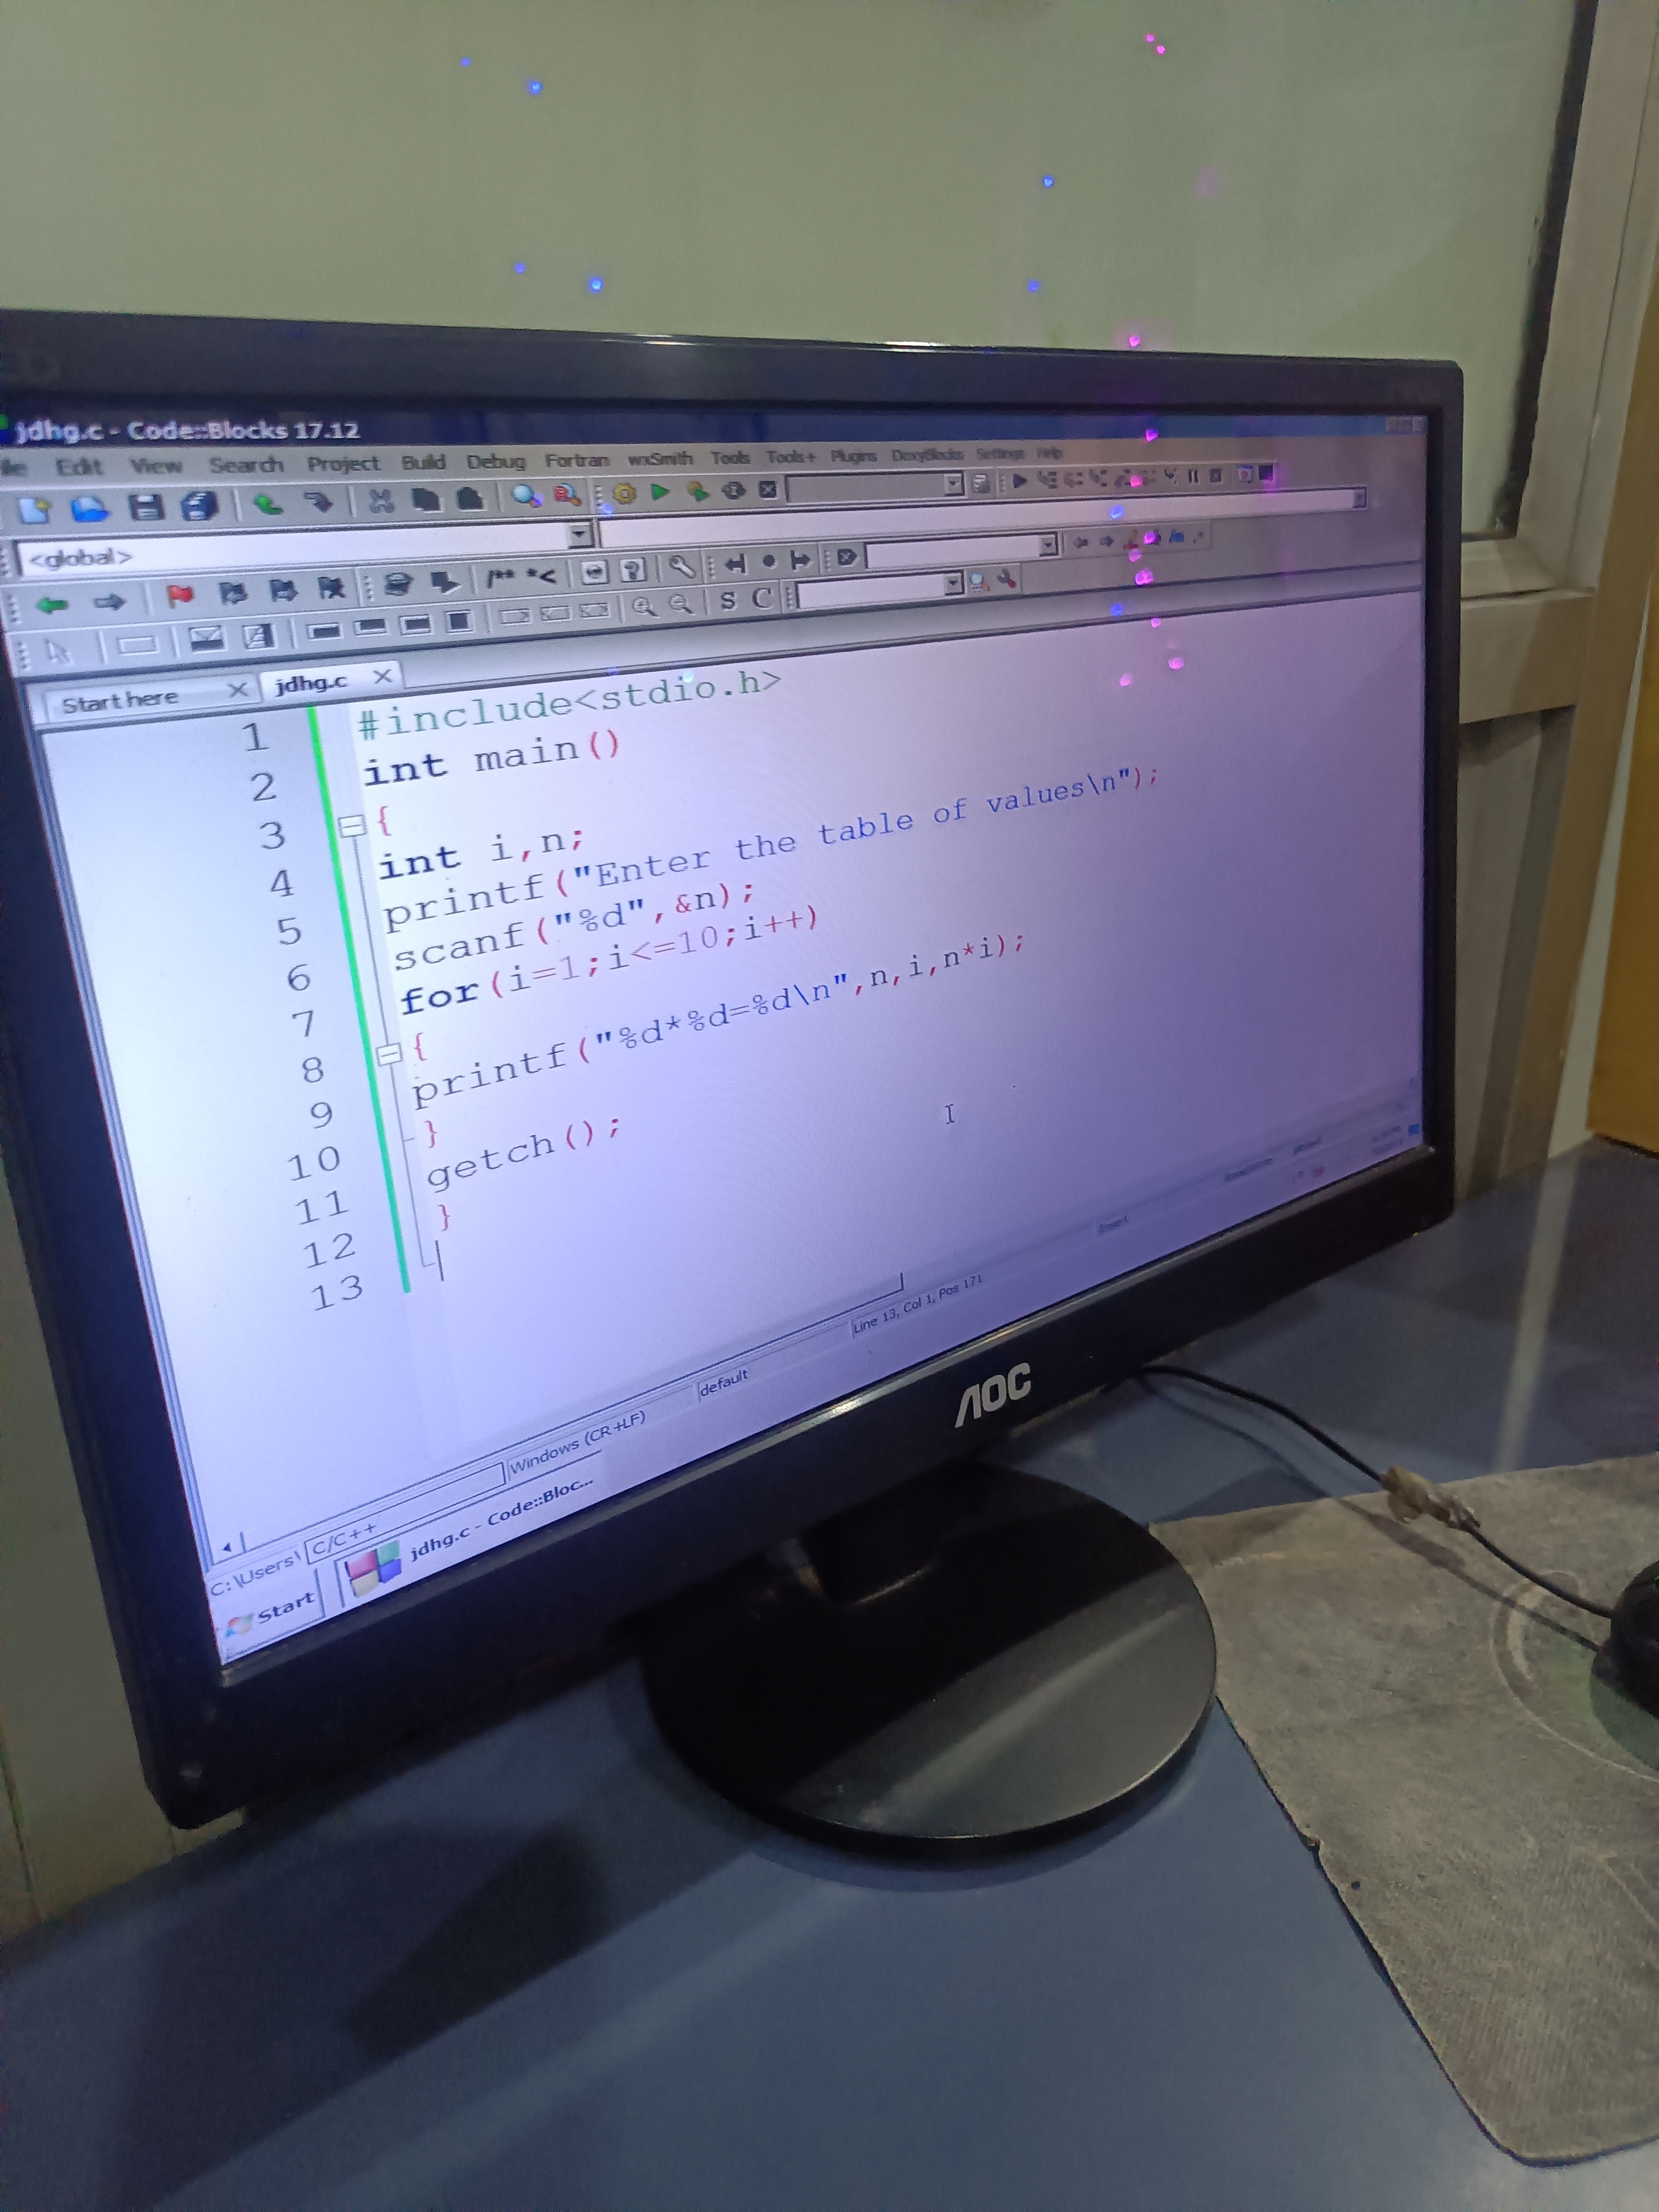 jdhg.c - Code::Blocks 17.12
Edit View Search Project Build Debug Fortran wxSmith Tools Tools+ Plugins DoxyBlocks Settings Help
<global>
/** *<
S C
Start here jdhg.c
1 #include<stdio.h>
2 int main()
3 {
4 int i,n;
5 printf("Enter the table of values\n");
6 scanf("%d",&n);
7 for(i=1;i<=10;i++)
8 {
9 printf("%d*%d=%d\n",n,i,n*i);
10 }
11 getch();
12 }
13
C:\Users\ C/C++ Windows (CR+LF) default Line 13, Col 1, Pos 171 Insert
Start jdhg.c - Code::Bloc...
AOC